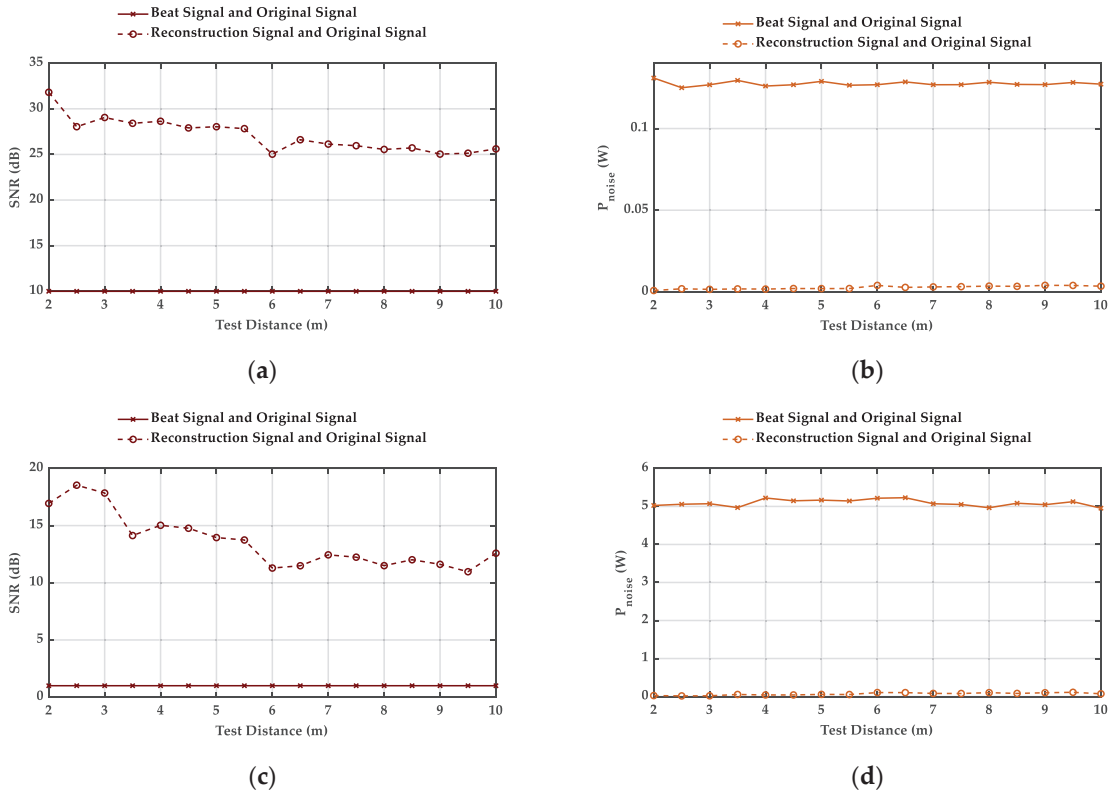 Beat Signal and Original Signal
Reconstruction Signal and Original Signal
35
30
25
20
15
10
SNR (dB)
2 3 4 5 6 7 8 9 10
Test Distance (m)
(a)
Beat Signal and Original Signal
Reconstruction Signal and Original Signal
0.1
0.05
0
P_noise (W)
2 3 4 5 6 7 8 9 10
Test Distance (m)
(b)
Beat Signal and Original Signal
Reconstruction Signal and Original Signal
20
15
10
5
0
SNR (dB)
2 3 4 5 6 7 8 9 10
Test Distance (m)
(c)
Beat Signal and Original Signal
Reconstruction Signal and Original Signal
6
5
4
3
2
1
0
P_noise (W)
2 3 4 5 6 7 8 9 10
Test Distance (m)
(d)